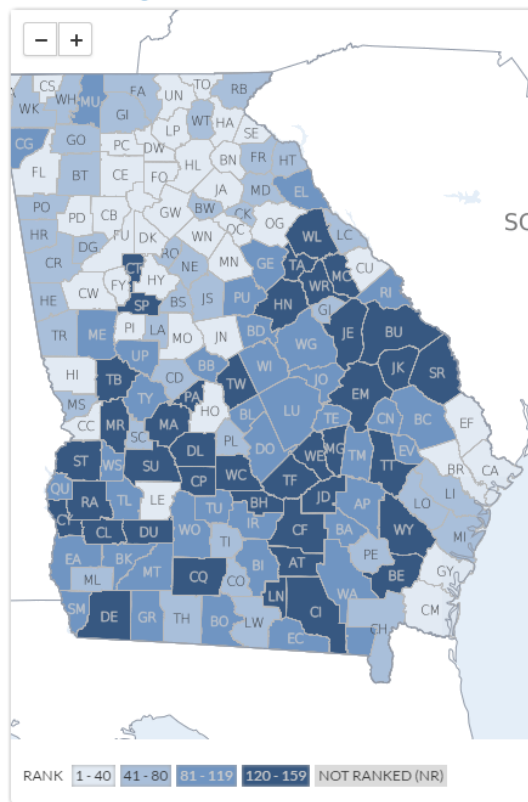 − +
CS TO
WK WH MU FA UN RB
GI WT HA
LP SE
CG GO PC DW
FL BT CE FO HL BN FR HT
JA MD EL
PO PD CB GW BW CK OG WL LC
HR DG FU DK WN OC
CR CT RO NE MN GE TA WR MC CU
HE CW FY HY HN GI RI
SP BS JS PU
TR ME PI LA MO JN BD WG JE BU
UP BB WI
HI TB CD TW JO JK SR
MS TY PA HO EM
CC MR MA BL LU TE CN BC EF
SC PL
ST WS SU DL DO WE MG TM TT EV BR CA
QU RA TL LE CP WC TF LO LI
CY BH JD AP
CL DU WO TU IR CF BA WY MI
EA BK TI PE
ML MT CQ CO BI AT BE GY
SM DE GR TH BO LW LN CI WA CM
EC CH
SC
RANK 1 - 40 41 - 80 81 - 119 120 - 159 NOT RANKED (NR)